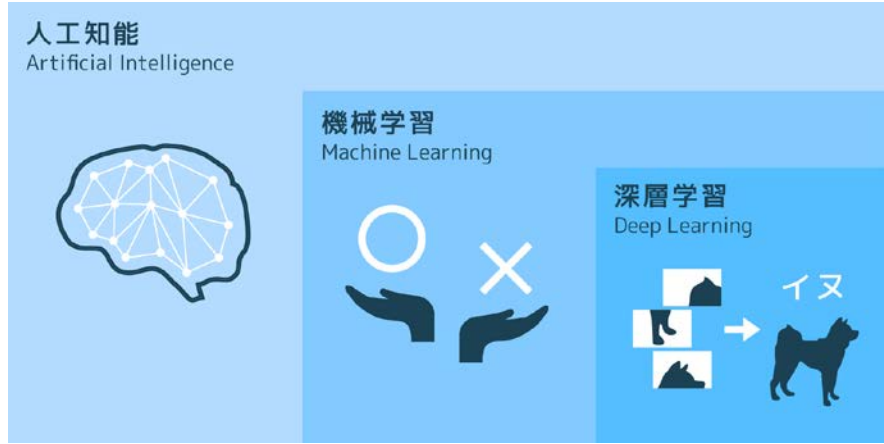 人工知能
Artificial Intelligence
機械学習
Machine Learning
深層学習
Deep Learning
イヌ